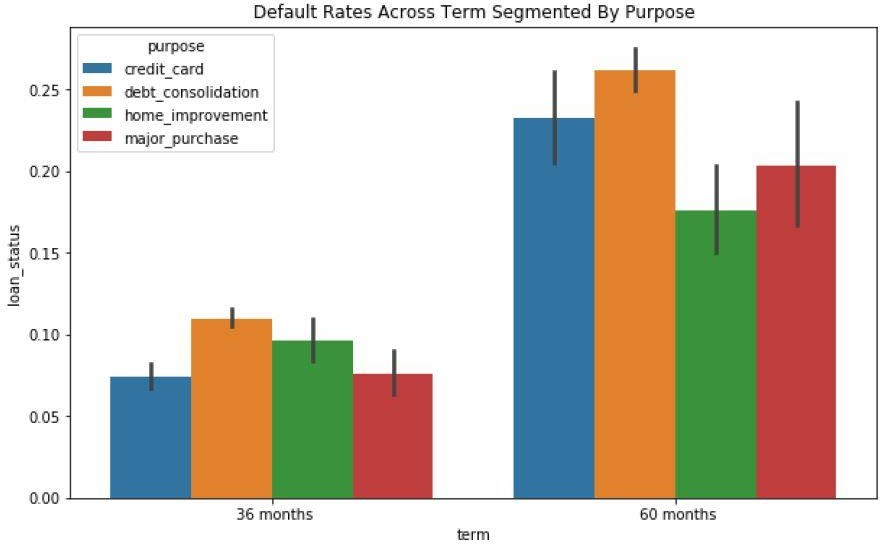 Default Rates Across Term Segmented By Purpose
purpose
credit_card
debt_consolidation
home_improvement
major_purchase
loan_status
0.25
0.20
0.15
0.10
0.05
0.00
36 months
60 months
term